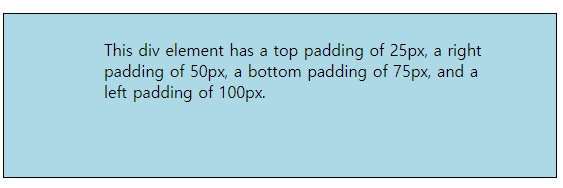 This div element has a top padding of 25px, a right
padding of 50px, a bottom padding of 75px, and a
left padding of 100px.